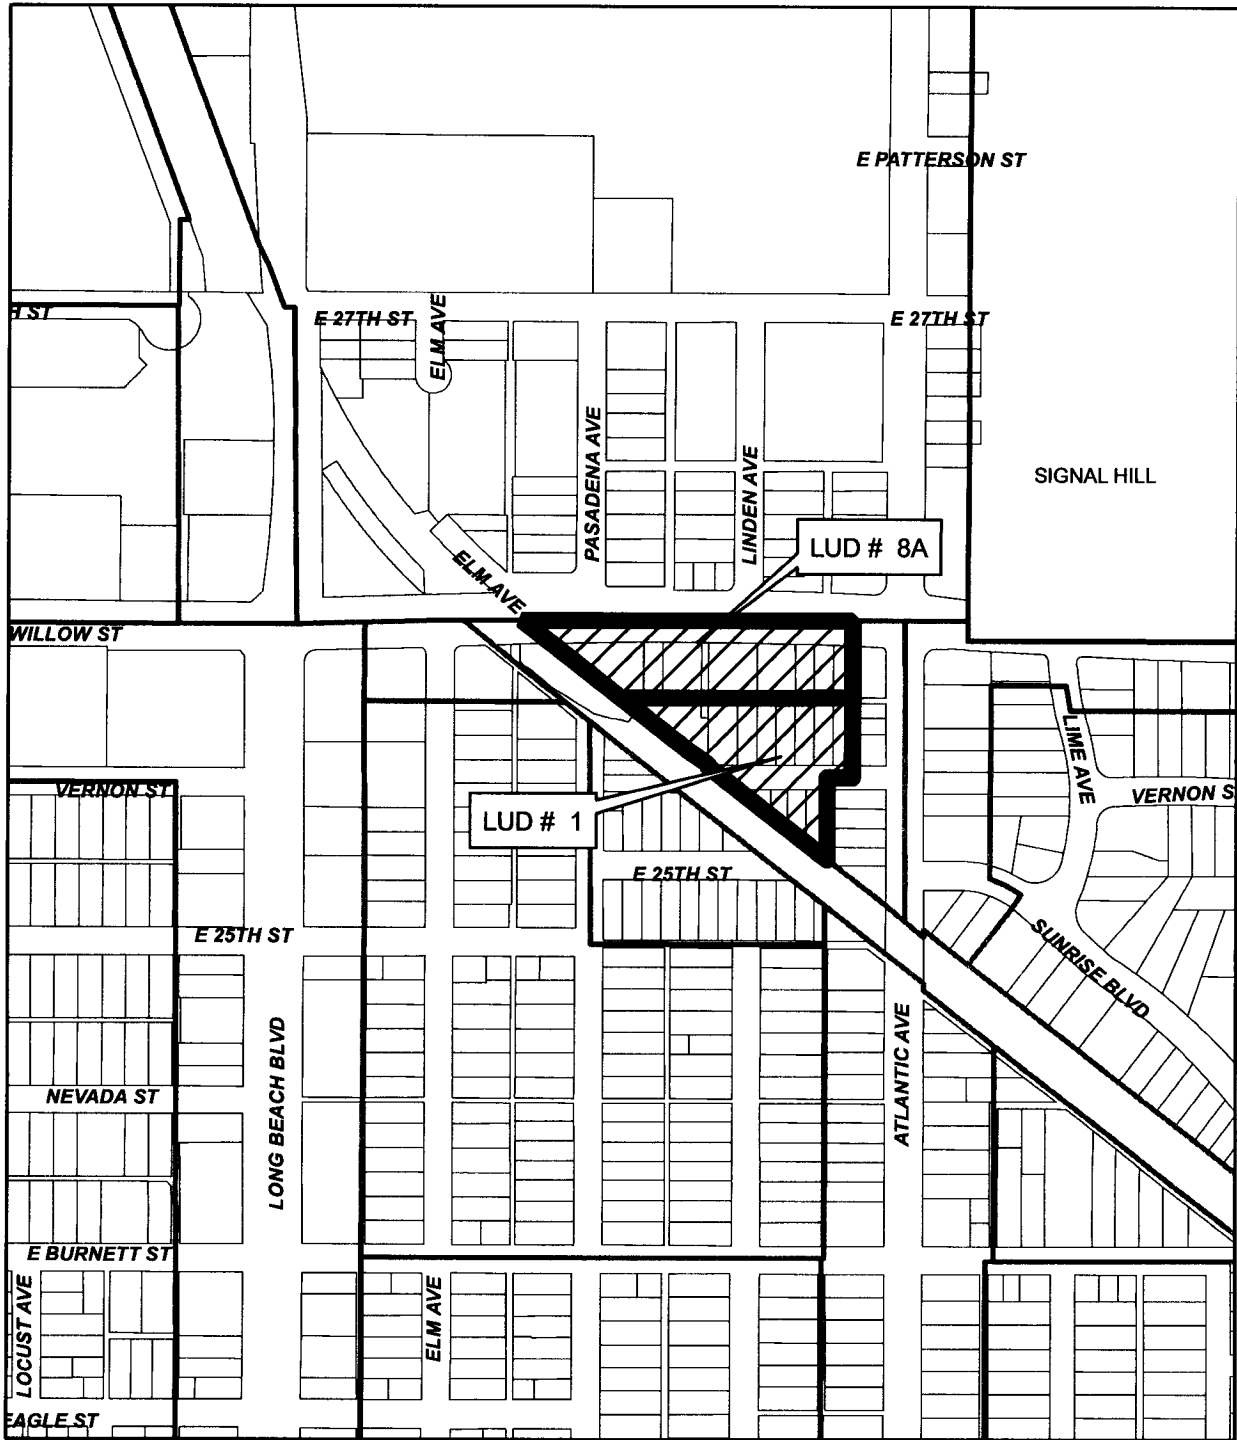 E PATTERSON ST
H ST
E 27TH ST
ELM AVE
E 27TH ST
PASADENA AVE
LINDEN AVE
SIGNAL HILL
LUD # 8A
ELM AVE
WILLOW ST
LIME AVE
VERNON ST
VERNON S
LUD # 1
E 25TH ST
E 25TH ST
SUNRISE BLVD
LONG BEACH BLVD
ATLANTIC AVE
NEVADA ST
E BURNETT ST
LOCUST AVE
ELM AVE
EAGLE ST